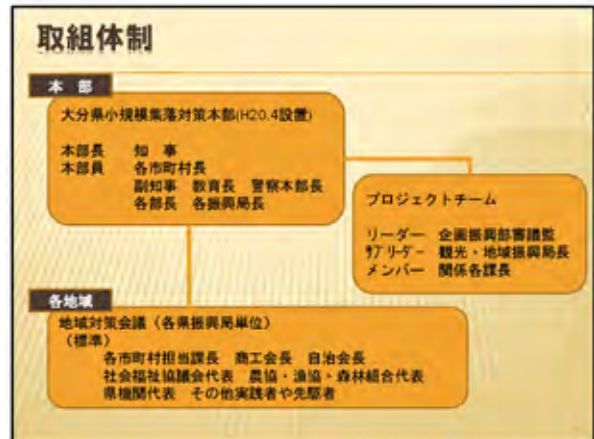 取組体制
本 部
大分県小規模集落対策本部(H20.4設置)
本部長 知 事
本部員 各市町村長
副知事 教育長 警察本部長
各部長 各振興局長
プロジェクトチーム
リーダー 企画振興部審議監
ｻﾌﾞﾘｰﾀﾞｰ 観光・地域振興局長
メンバー 関係各課長
各地域
地域対策会議（各県振興局単位）
（標準）
各市町村担当課長 商工会長 自治会長
社会福祉協議会代表 農協・漁協・森林組合代表
県機関代表 その他実践者や先駆者